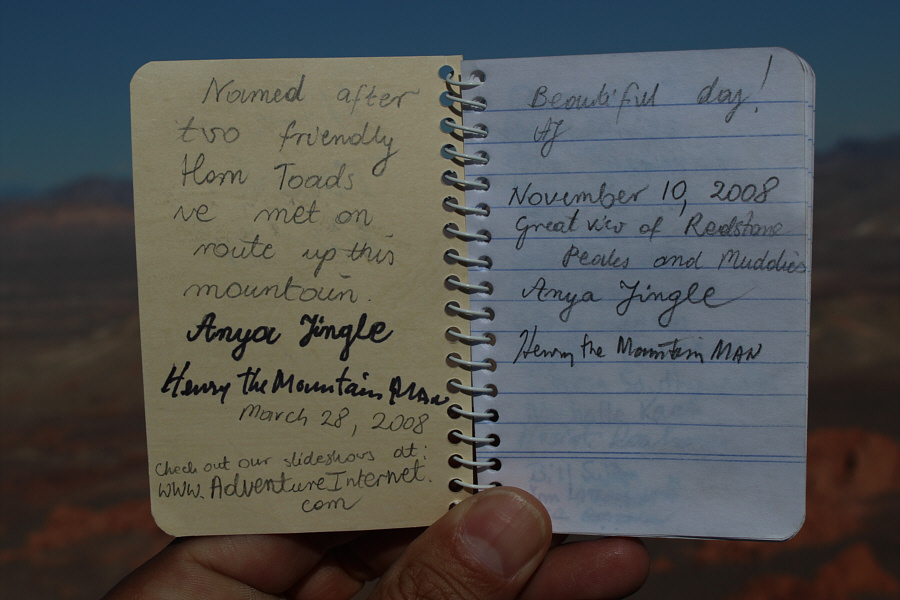 Named after
two friendly
Horn Toads
we met on
route up this
mountain.
Anya Jingle
Henry the Mountain MAN
March 28, 2008
Check out our slideshows at:
www.AdventureInternet.
com
Beautiful day!
AJ
November 10, 2008
Great view of Redstone
Peaks and Muddies
Anya Jingle
Henry the Mountain MAN